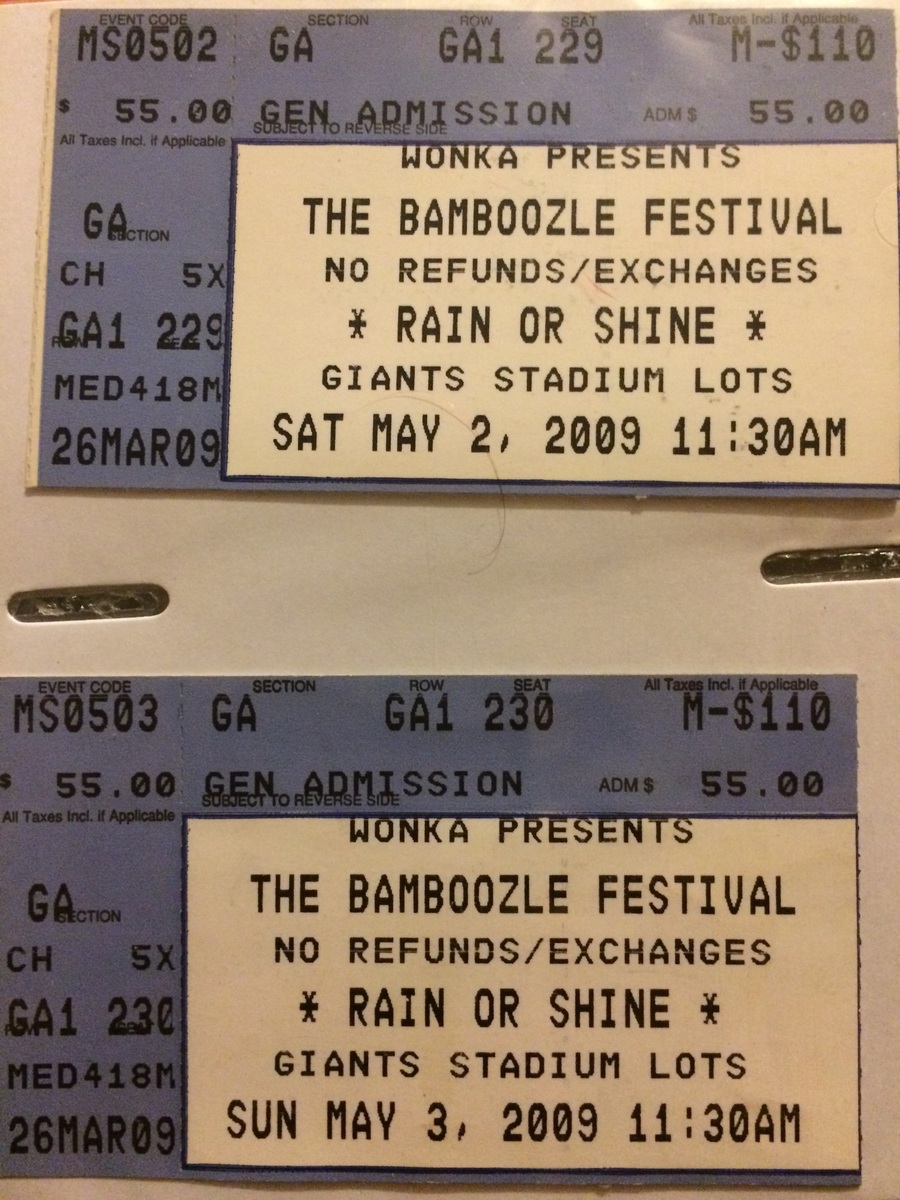 EVENT CODE SECTION ROW SEAT All Taxes Incl. if Applicable
MS0502 GA GA1 229 M-$110
$ 55.00 GEN ADMISSION ADM $ 55.00
All Taxes Incl. if Applicable SUBJECT TO REVERSE SIDE
WONKA PRESENTS
GA THE BAMBOOZLE FESTIVAL
SECTION
CH 5X NO REFUNDS/EXCHANGES
GA1 229 * RAIN OR SHINE *
ROW SEAT
MED418M GIANTS STADIUM LOTS
26MAR09 SAT MAY 2, 2009 11:30AM
EVENT CODE SECTION ROW SEAT All Taxes Incl. if Applicable
MS0503 GA GA1 230 M-$110
$ 55.00 GEN ADMISSION ADM $ 55.00
All Taxes Incl. if Applicable SUBJECT TO REVERSE SIDE
WONKA PRESENTS
GA THE BAMBOOZLE FESTIVAL
SECTION
CH 5X NO REFUNDS/EXCHANGES
GA1 230 * RAIN OR SHINE *
ROW SEAT
MED418M GIANTS STADIUM LOTS
26MAR09 SUN MAY 3, 2009 11:30AM